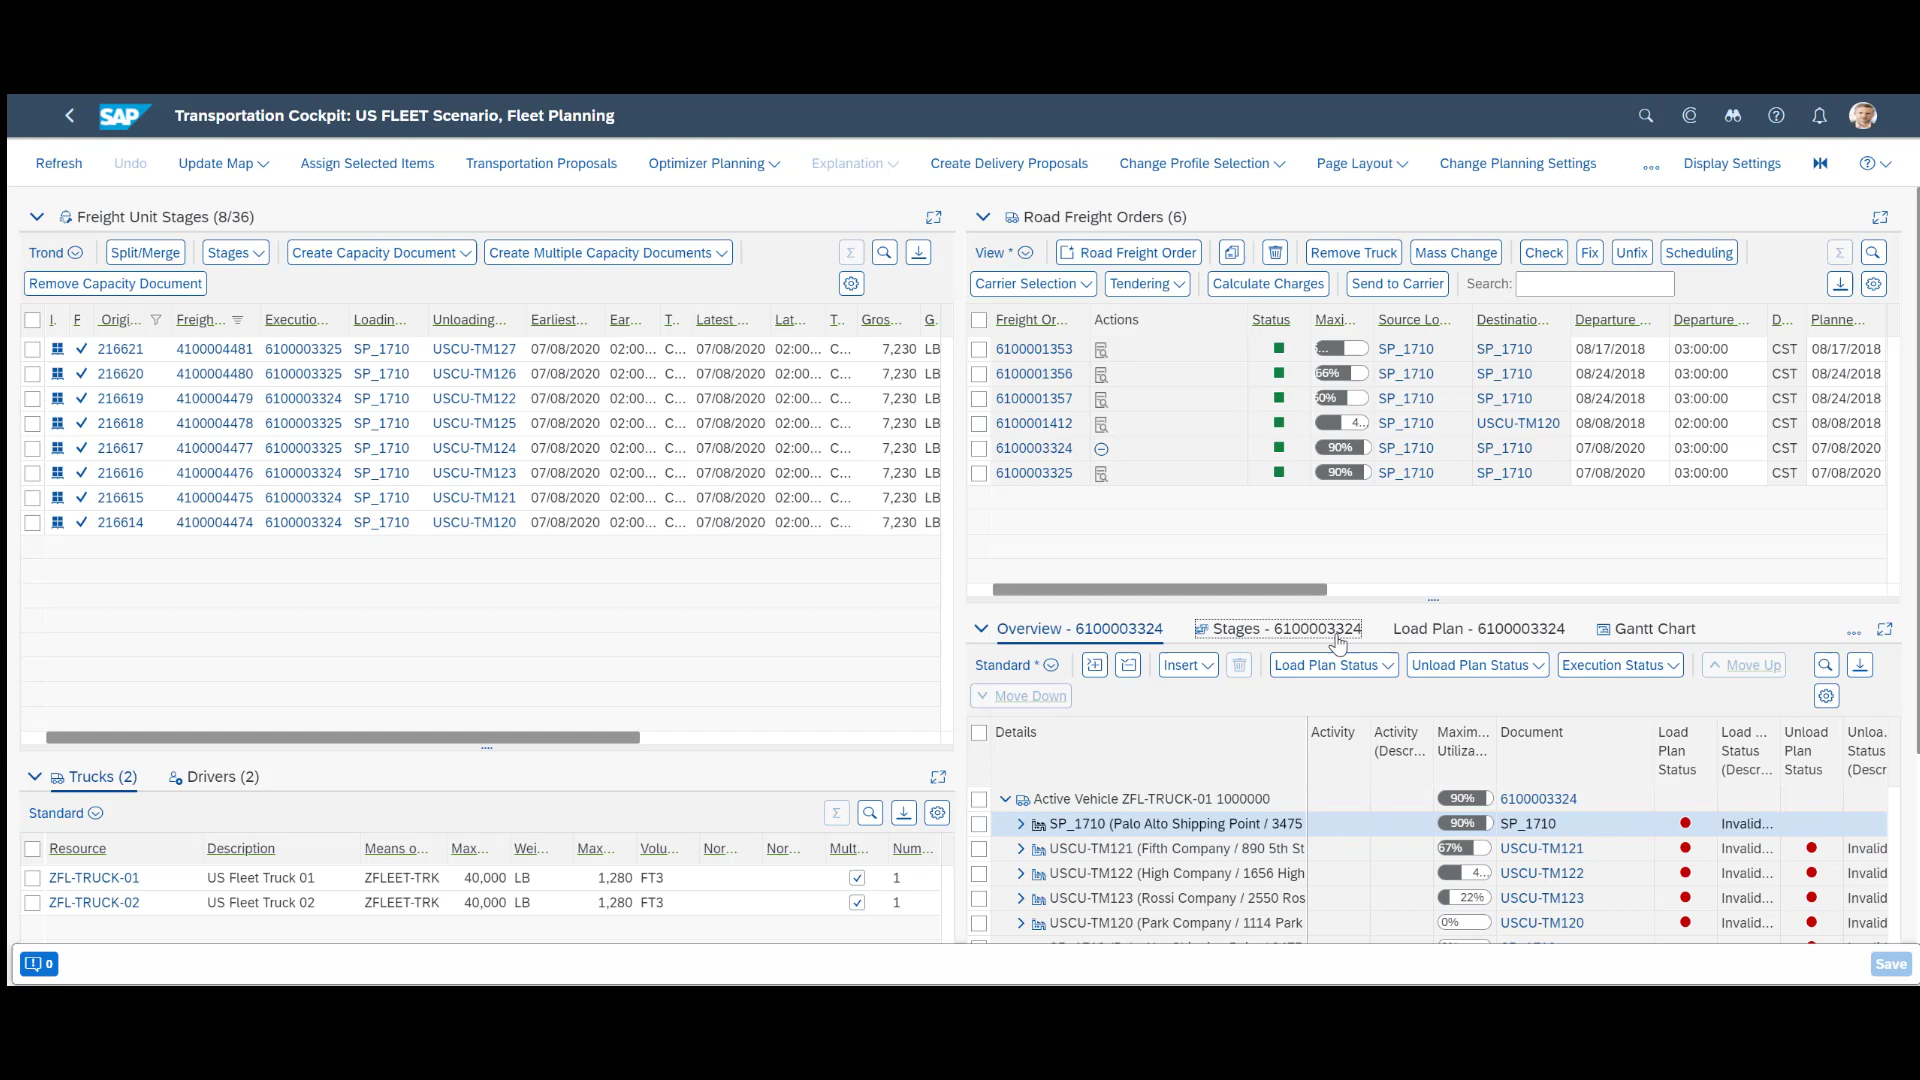 SAP Transportation Cockpit: US FLEET Scenario, Fleet Planning
Refresh Undo Update Map Assign Selected Items Transportation Proposals Optimizer Planning Explanation Create Delivery Proposals Change Profile Selection Page Layout Change Planning Settings ... Display Settings
Freight Unit Stages (8/36)
Trond Split/Merge Stages Create Capacity Document Create Multiple Capacity Documents
Remove Capacity Document
I. F Origi... Freigh... Executio... Loadin... Unloading... Earliest... Ear... T.. Latest ... Lat... T.. Gros... G.
216621 4100004481 6100003325 SP_1710 USCU-TM127 07/08/2020 02:00... C... 07/08/2020 02:00... C... 7,230 LB
216620 4100004480 6100003325 SP_1710 USCU-TM126 07/08/2020 02:00... C... 07/08/2020 02:00... C... 7,230 LB
216619 4100004479 6100003324 SP_1710 USCU-TM122 07/08/2020 02:00... C... 07/08/2020 02:00... C... 7,230 LB
216618 4100004478 6100003325 SP_1710 USCU-TM125 07/08/2020 02:00... C... 07/08/2020 02:00... C... 7,230 LB
216617 4100004477 6100003325 SP_1710 USCU-TM124 07/08/2020 02:00... C... 07/08/2020 02:00... C... 7,230 LB
216616 4100004476 6100003324 SP_1710 USCU-TM123 07/08/2020 02:00... C... 07/08/2020 02:00... C... 7,230 LB
216615 4100004475 6100003324 SP_1710 USCU-TM121 07/08/2020 02:00... C... 07/08/2020 02:00... C... 7,230 LB
216614 4100004474 6100003324 SP_1710 USCU-TM120 07/08/2020 02:00... C... 07/08/2020 02:00... C... 7,230 LB
Trucks (2) Drivers (2)
Standard
Resource Description Means o... Max... Wei... Max... Volu... Nor... Nor... Mult... Num...
ZFL-TRUCK-01 US Fleet Truck 01 ZFLEET-TRK 40,000 LB 1,280 FT3 1
ZFL-TRUCK-02 US Fleet Truck 02 ZFLEET-TRK 40,000 LB 1,280 FT3 1
Road Freight Orders (6)
View * Road Freight Order Remove Truck Mass Change Check Fix Unfix Scheduling
Carrier Selection Tendering Calculate Charges Send to Carrier Search:
Freight Or... Actions Status Maxi... Source Lo... Destinatio... Departure ... Departure ... D... Planne...
6100001353 ... SP_1710 SP_1710 08/17/2018 03:00:00 CST 08/17/2018
6100001356 66% SP_1710 SP_1710 08/24/2018 03:00:00 CST 08/24/2018
6100001357 60% SP_1710 SP_1710 08/24/2018 03:00:00 CST 08/24/2018
6100001412 4... SP_1710 USCU-TM120 08/08/2018 02:00:00 CST 08/08/2018
6100003324 90% SP_1710 SP_1710 07/08/2020 03:00:00 CST 07/08/2020
6100003325 90% SP_1710 SP_1710 07/08/2020 03:00:00 CST 07/08/2020
Overview - 6100003324 Stages - 6100003324 Load Plan - 6100003324 Gantt Chart ...
Standard * Insert Load Plan Status Unload Plan Status Execution Status Move Up
Move Down
Details Activity Activity (Descr... Maxim... Utiliza... Document Load Plan Status Load ... Status (Descr... Unload Plan Status Unloa. Status (Descr
Active Vehicle ZFL-TRUCK-01 1000000 90% 6100003324
SP_1710 (Palo Alto Shipping Point / 3475 90% SP_1710 Invalid...
USCU-TM121 (Fifth Company / 890 5th St 67% USCU-TM121 Invalid... Invalid
USCU-TM122 (High Company / 1656 High 4... USCU-TM122 Invalid... Invalid
USCU-TM123 (Rossi Company / 2550 Ros 22% USCU-TM123 Invalid... Invalid
USCU-TM120 (Park Company / 1114 Park 0% USCU-TM120 Invalid... Invalid
0
Save